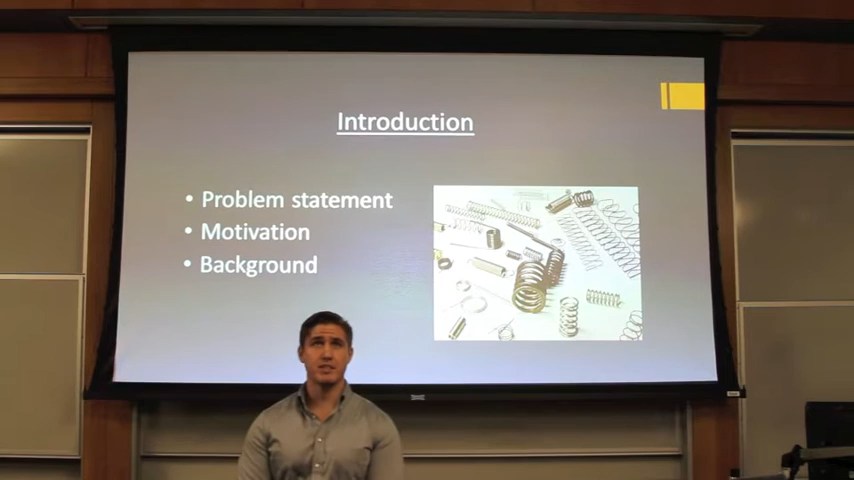 Introduction
• Problem statement
• Motivation
• Background